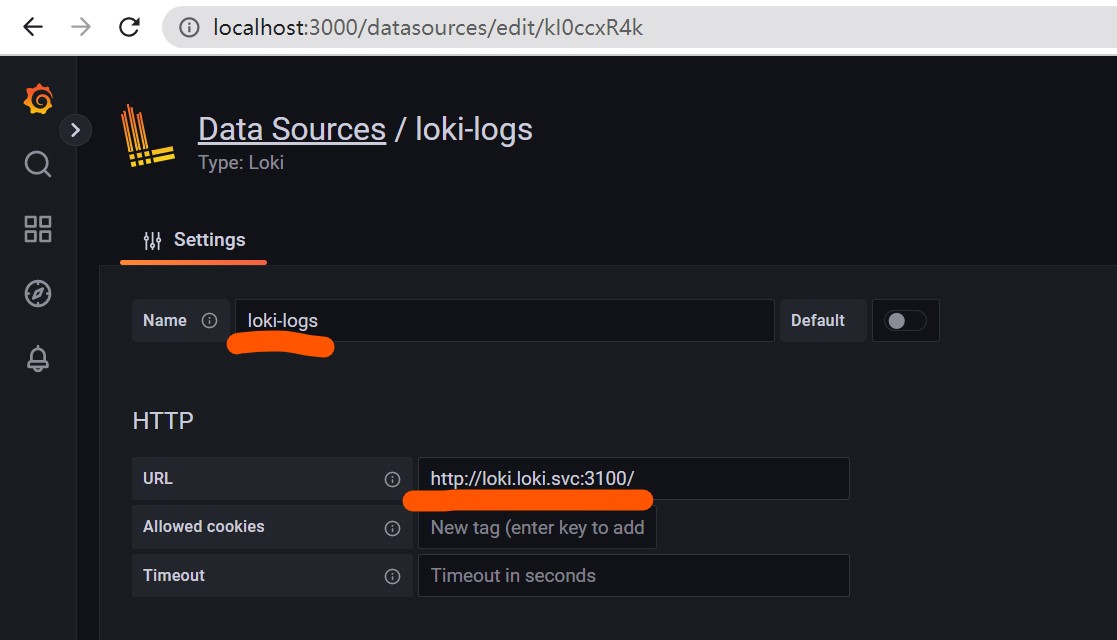 localhost:3000/datasources/edit/kI0ccxR4k
Data Sources / loki-logs
Type: Loki
Settings
Name loki-logs Default
HTTP
URL http://loki.loki.svc:3100/
Allowed cookies New tag (enter key to add
Timeout Timeout in seconds